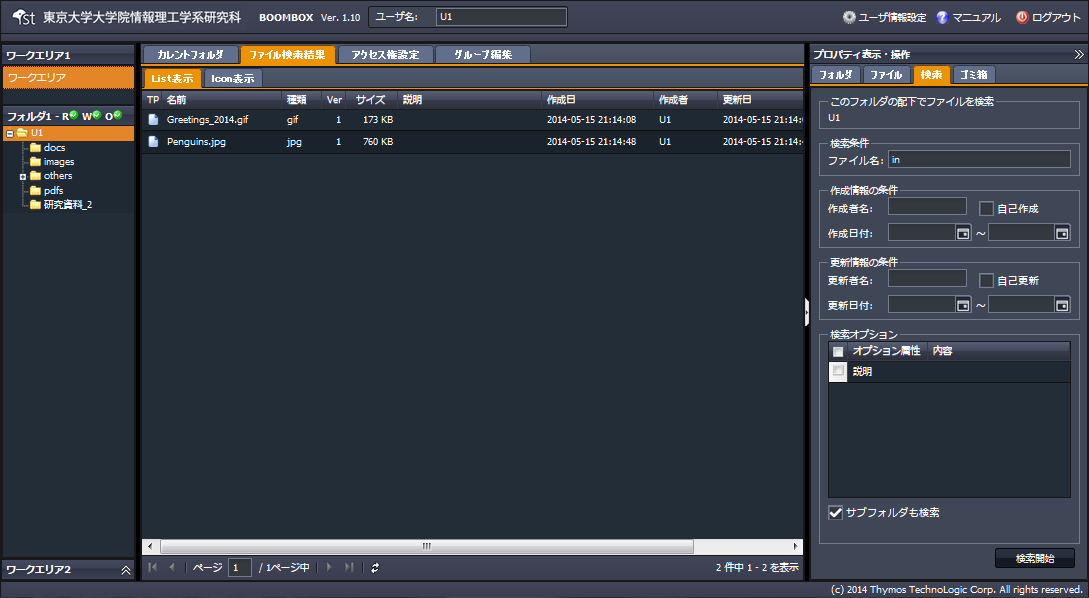 st 東京大学大学院情報理工学系研究科 BOOMBOX Ver. 1.10 ユーザ名: U1 ユーザ情報設定 マニュアル ログアウト
ワークエリア1
ワークエリア
フォルダ1 - R W O
U1
docs
images
others
pdfs
研究資料_2
ワークエリア2
カレントフォルダ ファイル検索結果 アクセス権設定 グループ編集
List表示 Icon表示
TP 名前 種類 Ver サイズ 説明 作成日 作成者 更新日
Greetings_2014.gif gif 1 173 KB 2014-05-15 21:14:08 U1 2014-05-15 21:14:
Penguins.jpg jpg 1 760 KB 2014-05-15 21:14:48 U1 2014-05-15 21:14:
ページ 1 / 1ページ中 2 件中 1 - 2 を表示
プロパティ表示・操作
フォルダ ファイル 検索 ゴミ箱
このフォルダの配下でファイルを検索
U1
検索条件
ファイル名: in
作成情報の条件
作成者名: 自己作成
作成日付: ～
更新情報の条件
更新者名: 自己更新
更新日付: ～
検索オプション
オプション属性 内容
説明
サブフォルダも検索
検索開始
(c) 2014 Thymos TechnoLogic Corp. All rights reserved.